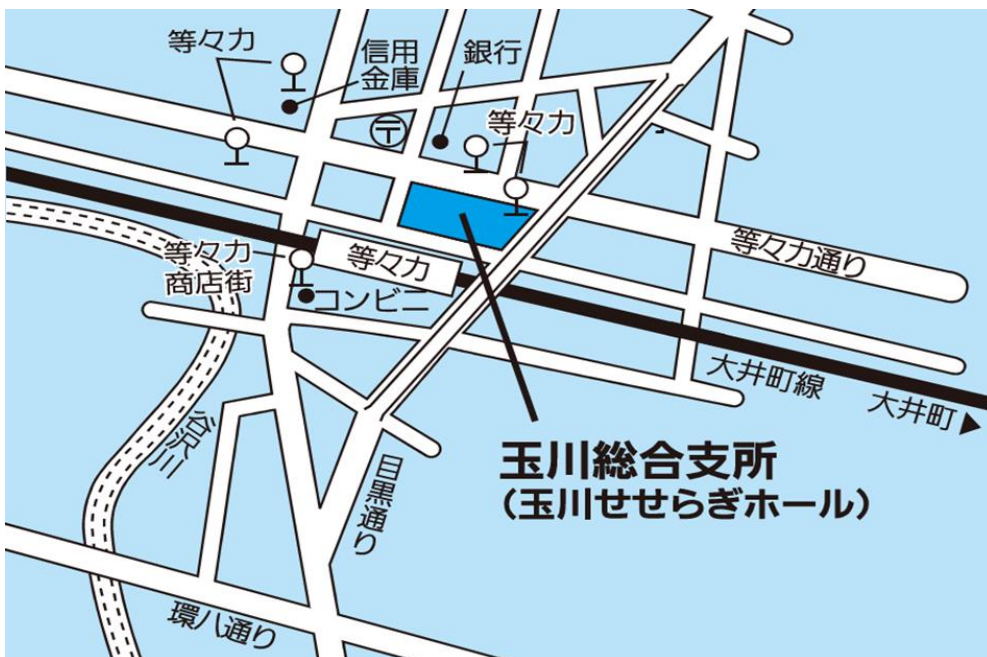 等々力
信用
金庫
銀行
〒
等々力
等々力通り
等々力
商店街
等々力
コンビニ
大井町線
大井町▶
谷沢川
目黒通り
玉川総合支所
（玉川せせらぎホール）
環八通り